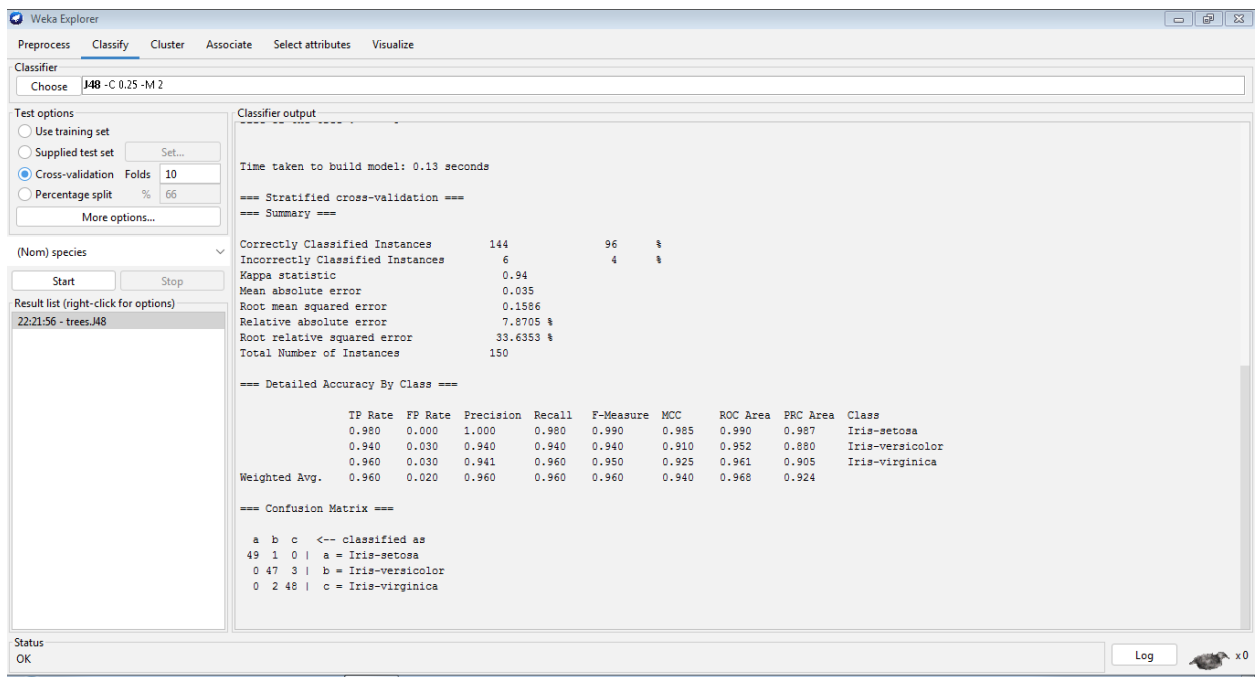 Weka Explorer
Preprocess Classify Cluster Associate Select attributes Visualize
Classifier
Choose J48 -C 0.25 -M 2
Test options
Use training set
Supplied test set Set...
Cross-validation Folds 10
Percentage split % 66
More options...
(Nom) species
Start Stop
Result list (right-click for options)
22:21:56 - trees.J48
Classifier output
Time taken to build model: 0.13 seconds
=== Stratified cross-validation ===
=== Summary ===
Correctly Classified Instances 144 96 %
Incorrectly Classified Instances 6 4 %
Kappa statistic 0.94
Mean absolute error 0.035
Root mean squared error 0.1586
Relative absolute error 7.8705 %
Root relative squared error 33.6353 %
Total Number of Instances 150
=== Detailed Accuracy By Class ===
TP Rate FP Rate Precision Recall F-Measure MCC ROC Area PRC Area Class
0.980 0.000 1.000 0.980 0.990 0.985 0.990 0.987 Iris-setosa
0.940 0.030 0.940 0.940 0.940 0.910 0.952 0.880 Iris-versicolor
0.960 0.030 0.941 0.960 0.950 0.925 0.961 0.905 Iris-virginica
Weighted Avg. 0.960 0.020 0.960 0.960 0.960 0.940 0.968 0.924
=== Confusion Matrix ===
a b c <-- classified as
49 1 0 | a = Iris-setosa
0 47 3 | b = Iris-versicolor
0 2 48 | c = Iris-virginica
Status
OK
Log
x 0